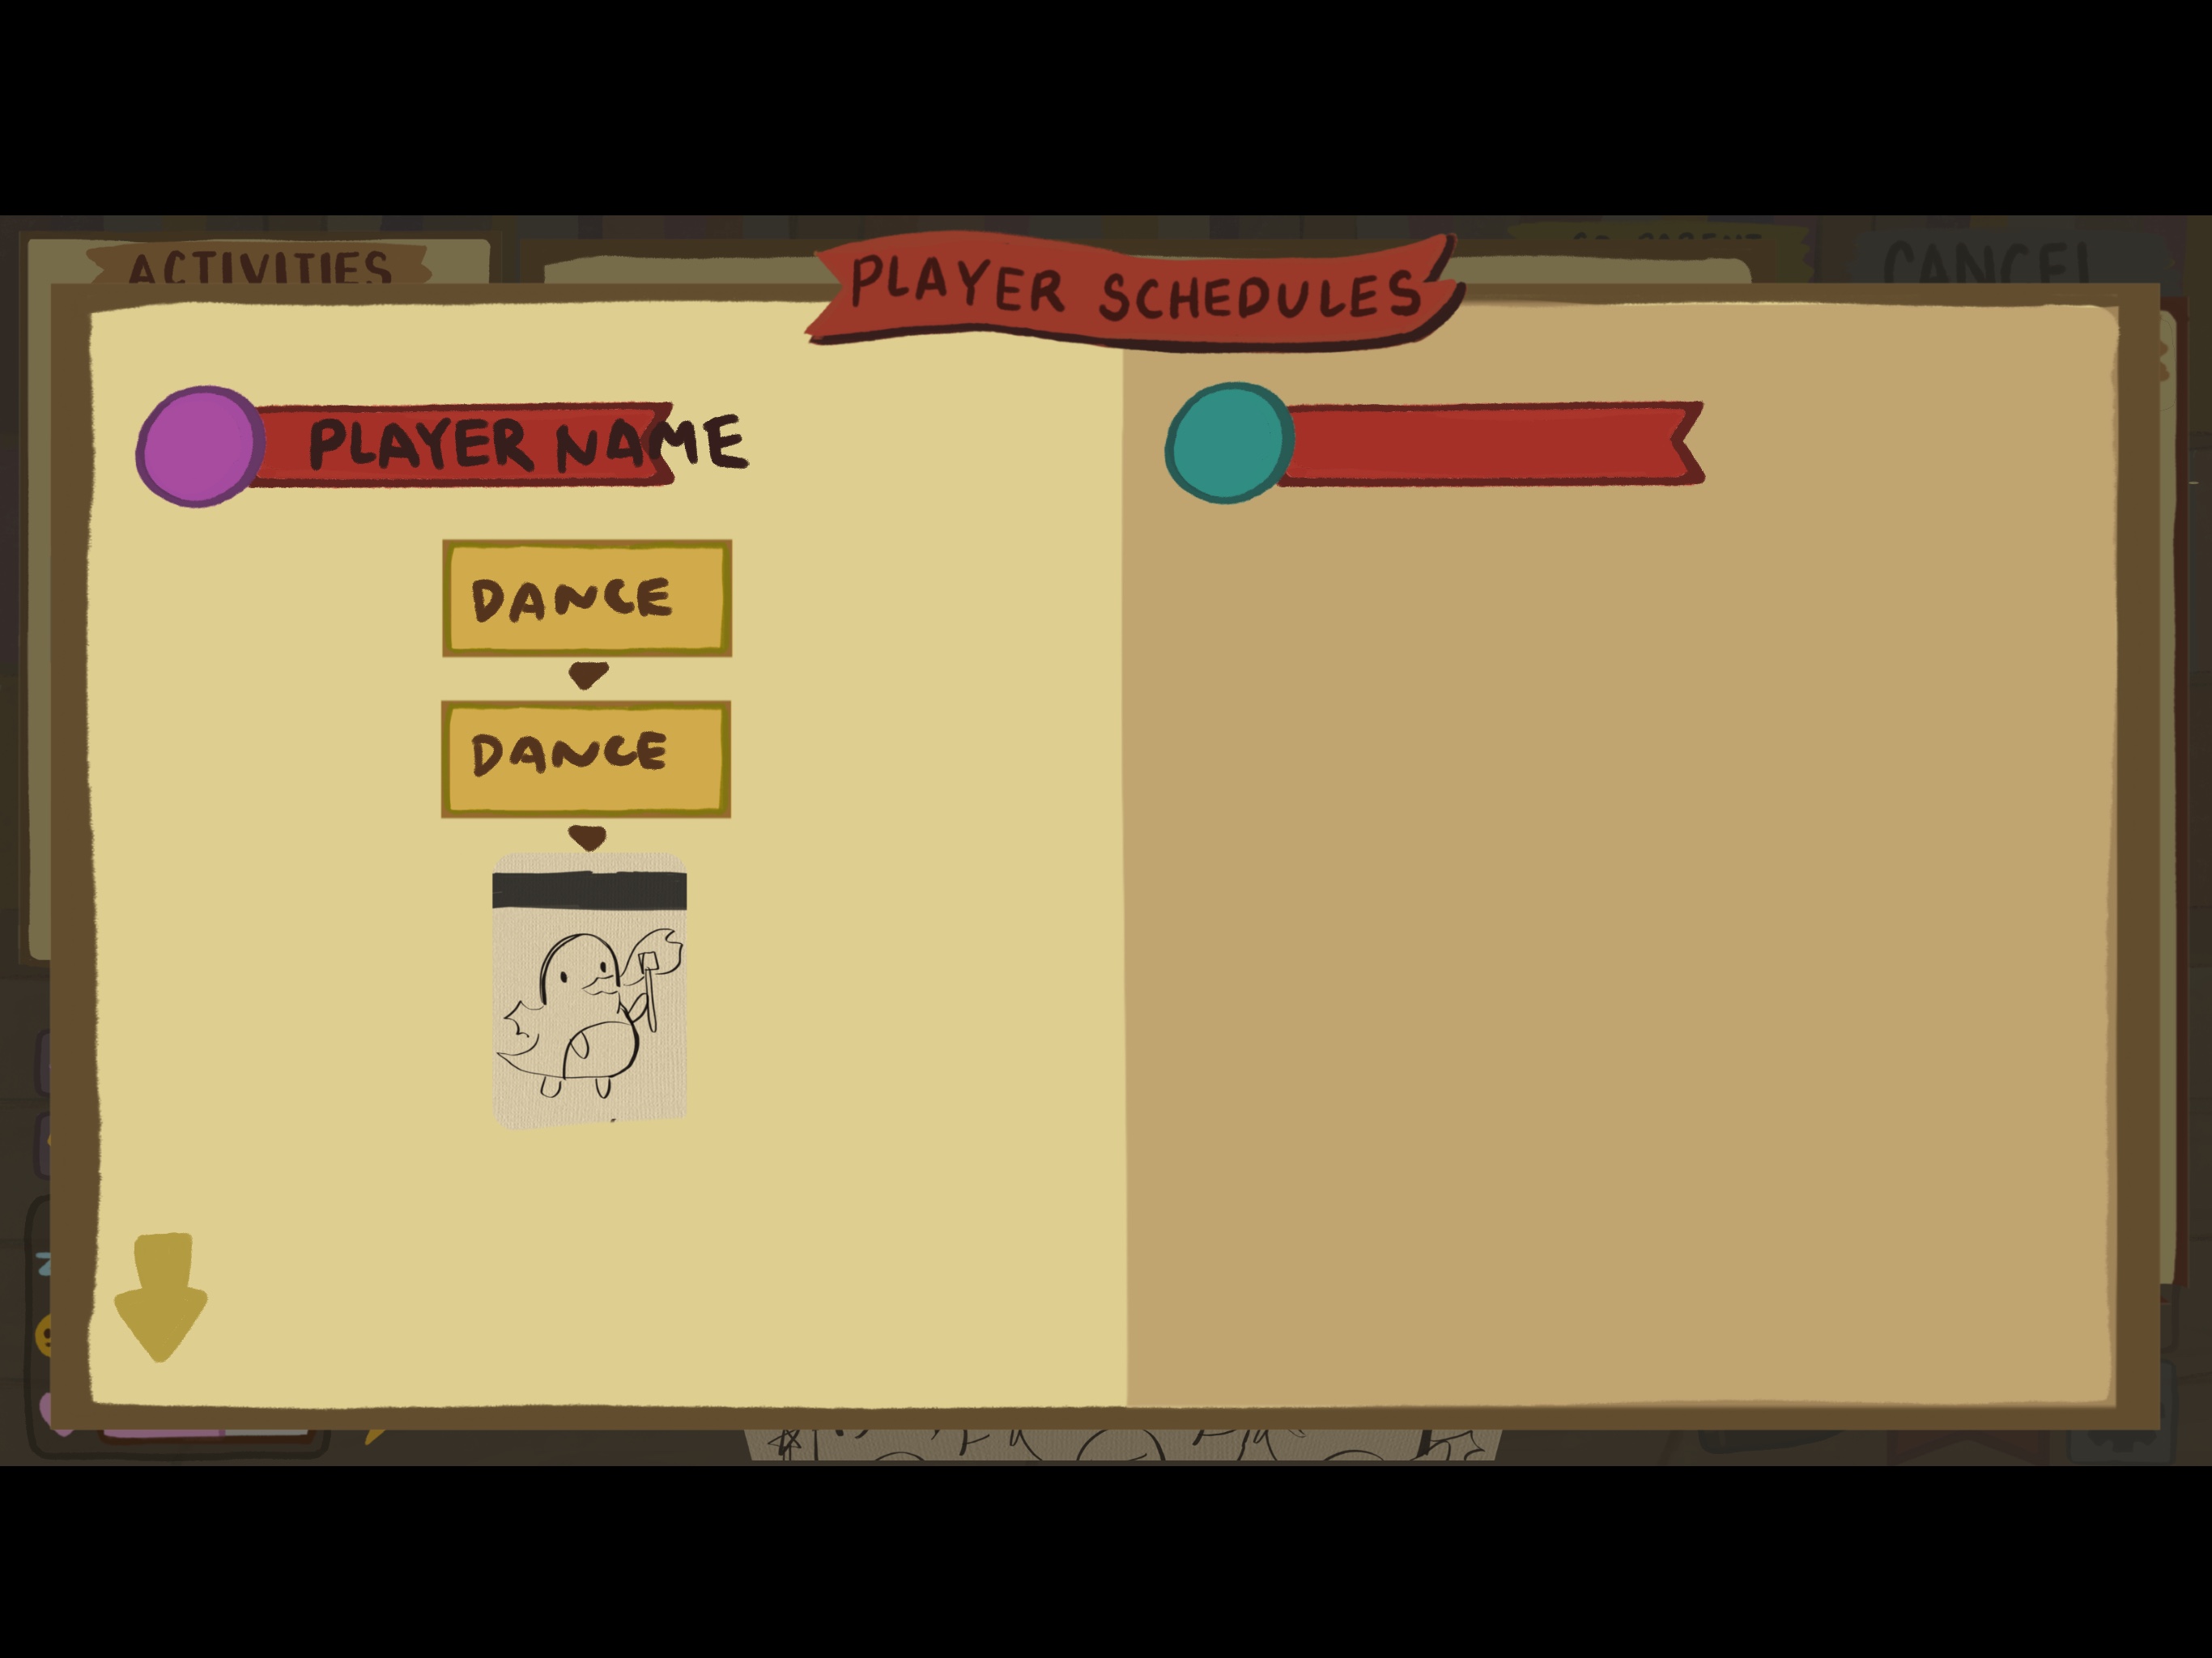 ACTIVITIES
CANCEL
PLAYER SCHEDULES
PLAYER NAME
DANCE
DANCE